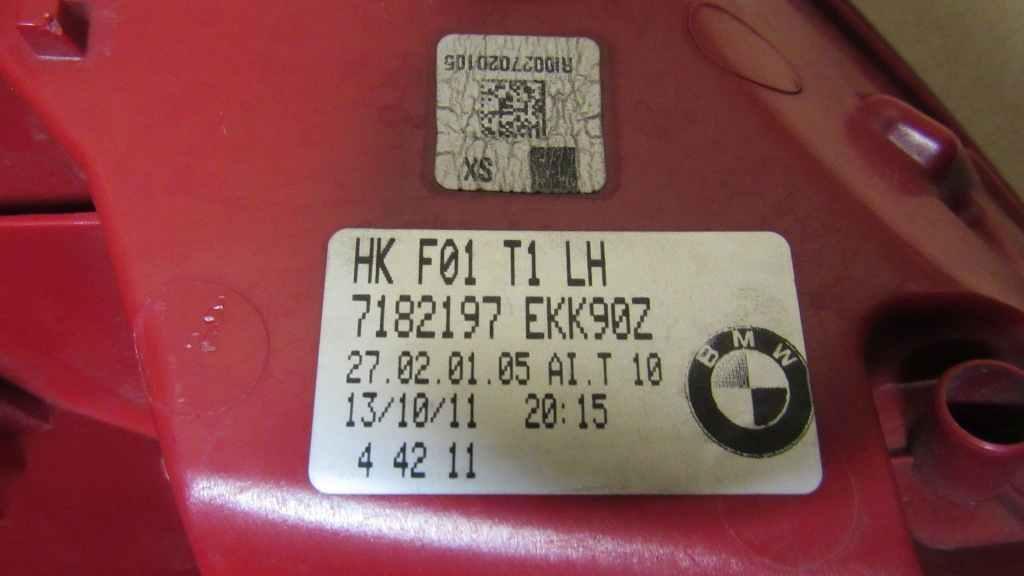 AI0027020105
XS
HK F01 T1 LH
7182197 EKK90Z
27.02.01.05 AI.T 10
13/10/11 20:15
4 42 11
BMW